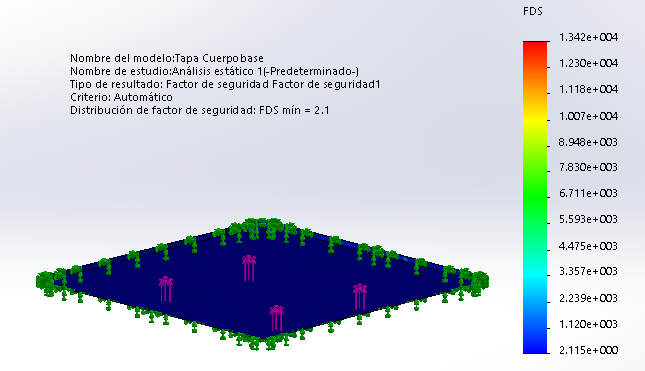 FDS
Nombre del modelo:Tapa Cuerpo base
Nombre de estudio:Análisis estático 1(-Predeterminado-)
Tipo de resultado: Factor de seguridad Factor de seguridad1
Criterio: Automático
Distribución de factor de seguridad: FDS mín = 2.1
1.342e+004
1.230e+004
1.118e+004
1.007e+004
8.948e+003
7.830e+003
6.711e+003
5.593e+003
4.475e+003
3.357e+003
2.239e+003
1.120e+003
2.115e+000